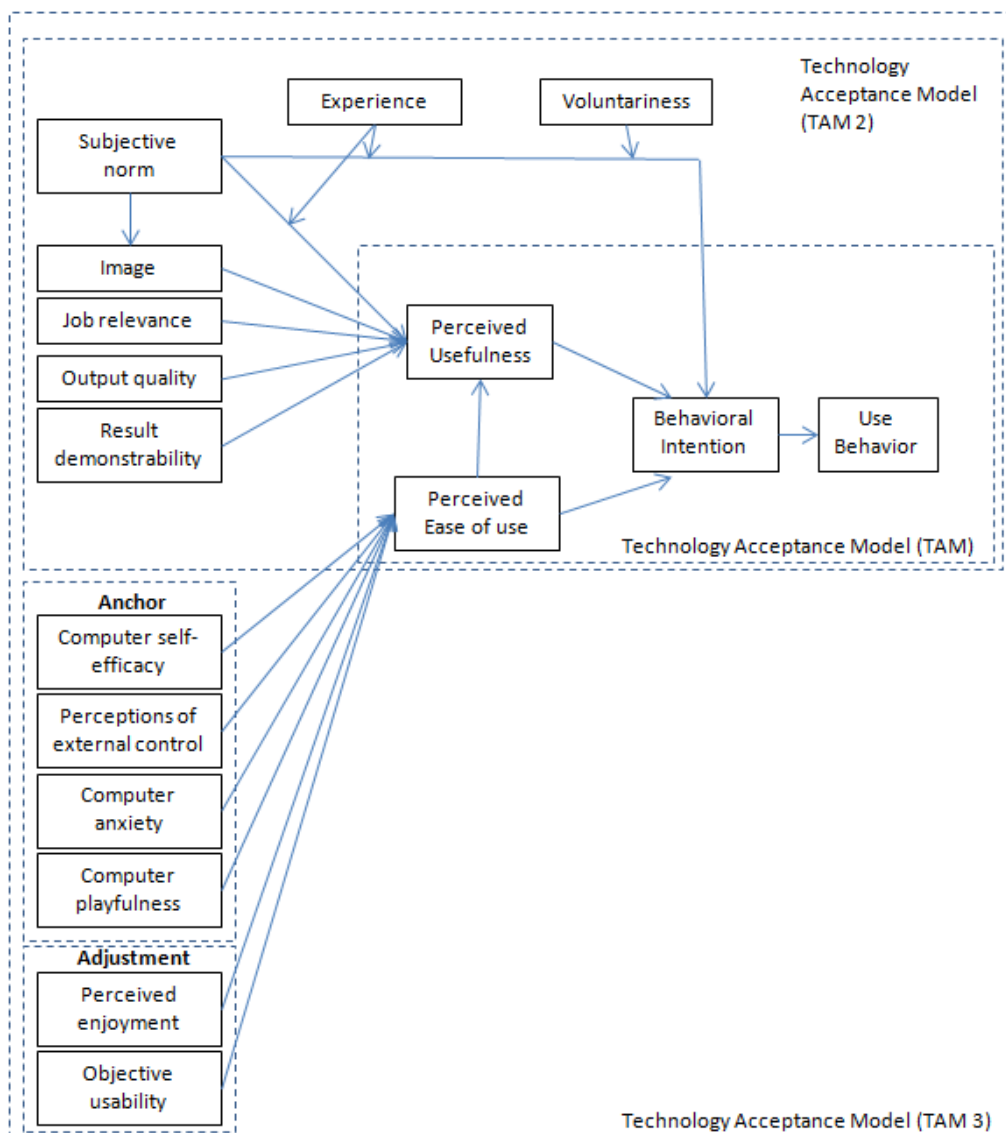 Technology
Acceptance Model
(TAM 2)
Experience
Voluntariness
Subjective
norm
Image
Job relevance
Output quality
Result
demonstrability
Perceived
Usefulness
Behavioral
Intention
Use
Behavior
Perceived
Ease of use
Technology Acceptance Model (TAM)
Anchor
Computer self-
efficacy
Perceptions of
external control
Computer
anxiety
Computer
playfulness
Adjustment
Perceived
enjoyment
Objective
usability
Technology Acceptance Model (TAM 3)